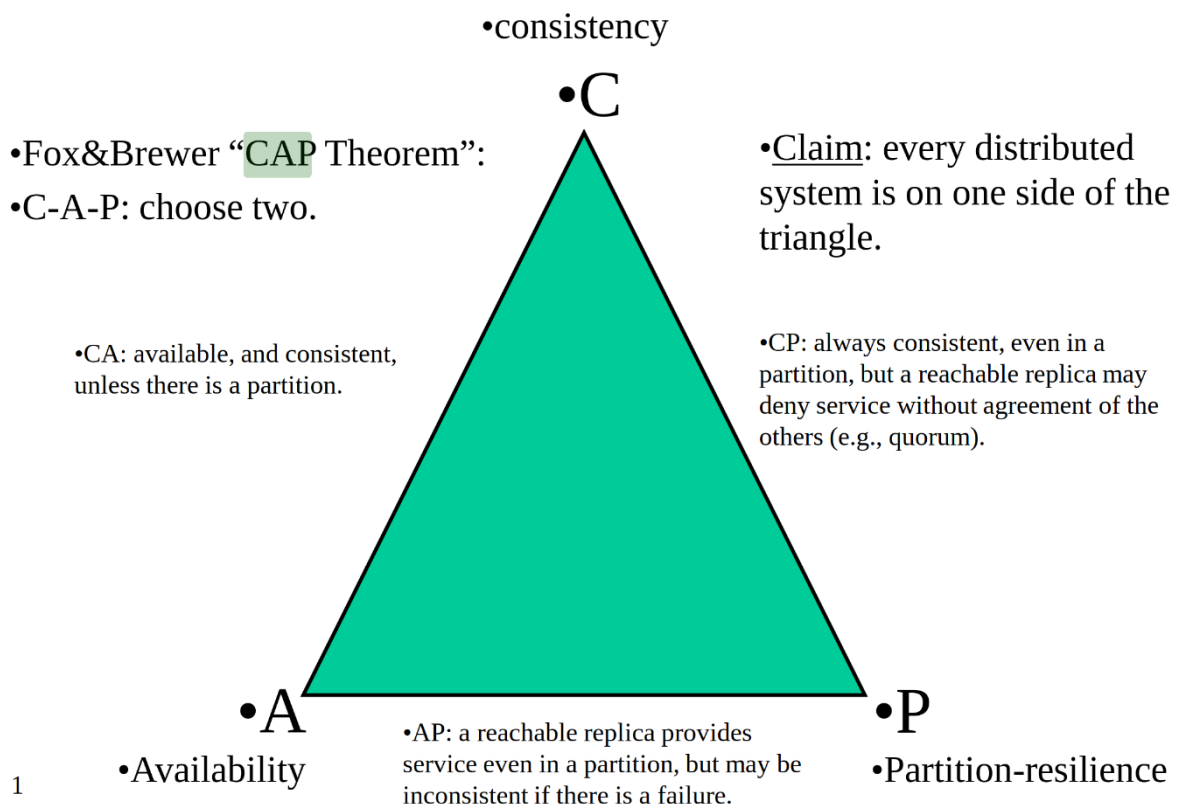 •consistency
•C
•Fox&Brewer “CAP Theorem”:
•C-A-P: choose two.
•Claim: every distributed
system is on one side of the
triangle.
•CA: available, and consistent,
unless there is a partition.
•CP: always consistent, even in a
partition, but a reachable replica may
deny service without agreement of the
others (e.g., quorum).
•A
•Availability
•AP: a reachable replica provides
service even in a partition, but may be
inconsistent if there is a failure.
•P
•Partition-resilience
1